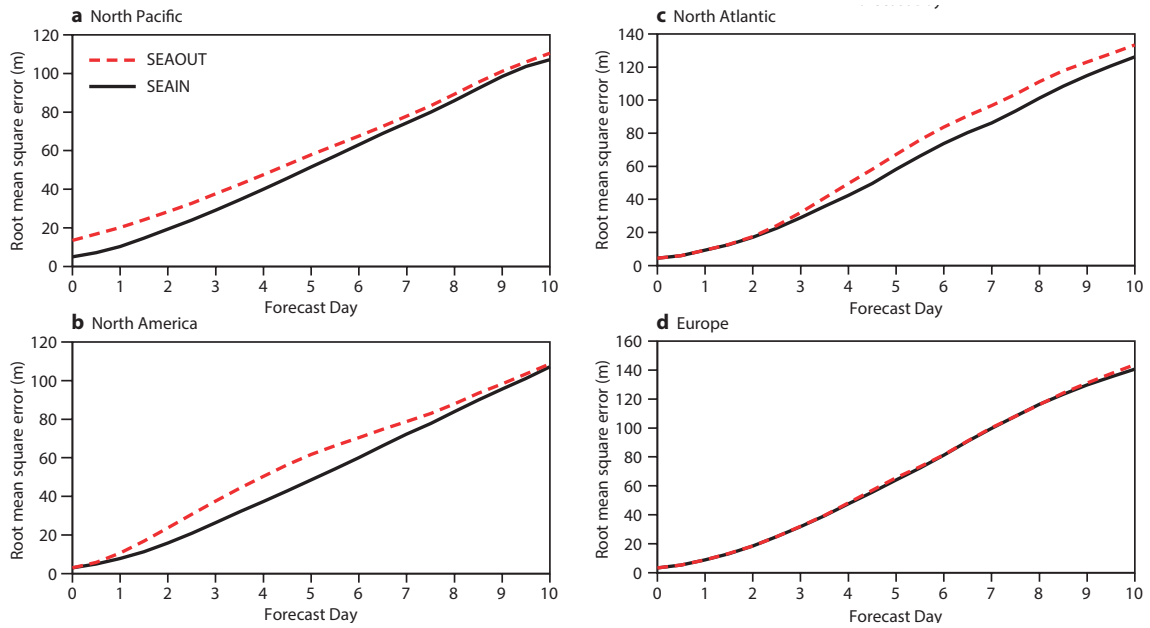 a North Pacific
120
100
80
60
40
20
0
Root mean square error (m)
SEAOUT
SEAIN
0 1 2 3 4 5 6 7 8 9 10
Forecast Day
b North America
120
100
80
60
40
20
0
Root mean square error (m)
0 1 2 3 4 5 6 7 8 9 10
Forecast Day
c North Atlantic
140
120
100
80
60
40
20
0
Root mean square error (m)
0 1 2 3 4 5 6 7 8 9 10
Forecast Day
d Europe
160
140
120
100
80
60
40
20
0
Root mean square error (m)
0 1 2 3 4 5 6 7 8 9 10
Forecast Day